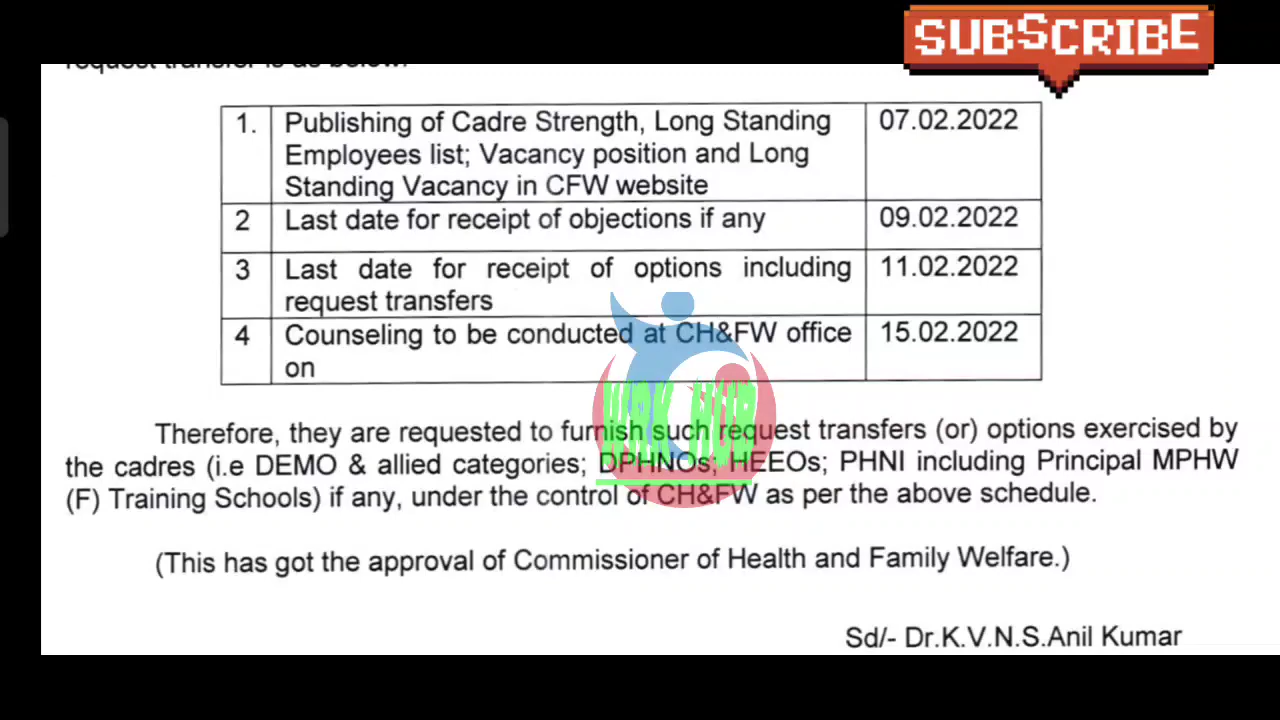 SUBSCRIBE
request transfer is as below.
1. Publishing of Cadre Strength, Long Standing 07.02.2022
Employees list; Vacancy position and Long
Standing Vacancy in CFW website
2 Last date for receipt of objections if any 09.02.2022
3 Last date for receipt of options including 11.02.2022
request transfers
4 Counseling to be conducted at CH&FW office 15.02.2022
on
Therefore, they are requested to furnish such request transfers (or) options exercised by
the cadres (i.e DEMO & allied categories; DPHNOs; HEEOs; PHNI including Principal MPHW
(F) Training Schools) if any, under the control of CH&FW as per the above schedule.
(This has got the approval of Commissioner of Health and Family Welfare.)
Sd/- Dr.K.V.N.S.Anil Kumar